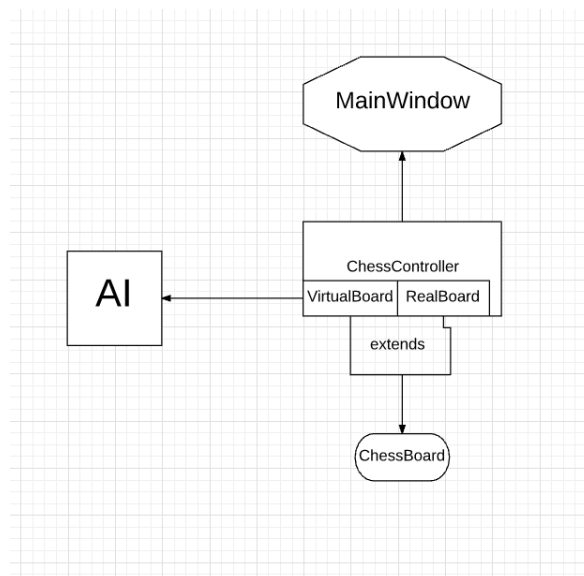 MainWindow
ChessController
AI
VirtualBoard
RealBoard
extends
ChessBoard